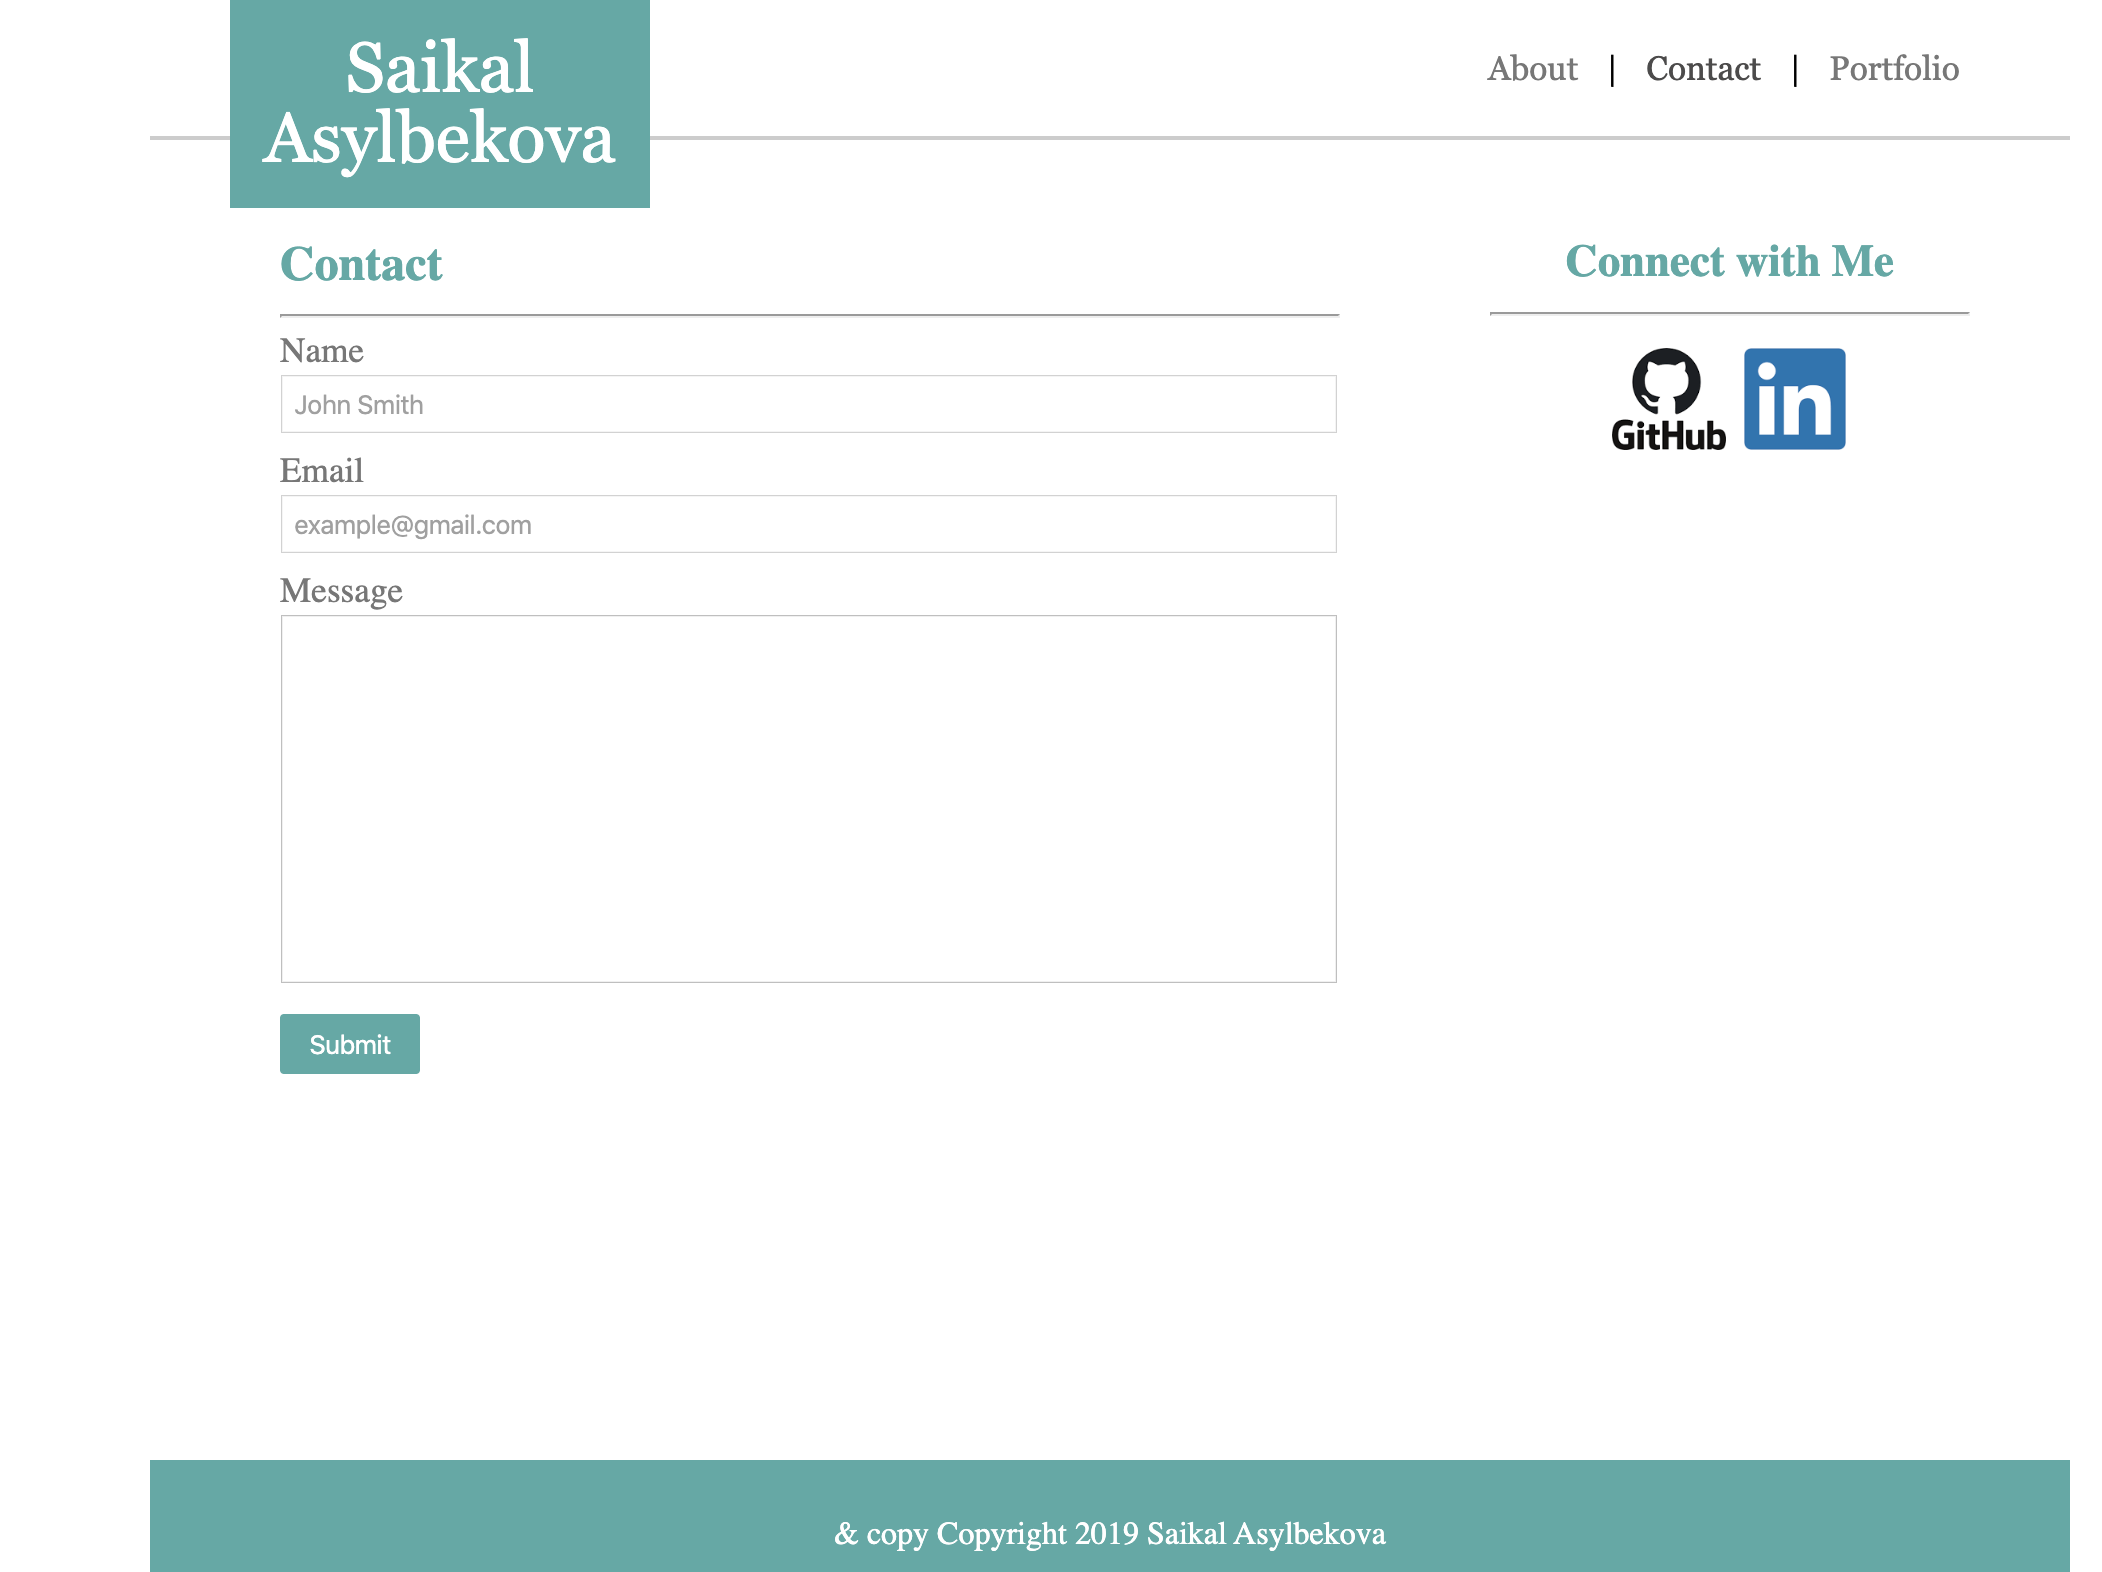 Saikal
Asylbekova
About | Contact | Portfolio
Contact
Name
John Smith
Email
example@gmail.com
Message
Submit
Connect with Me
GitHub
in
& copy Copyright 2019 Saikal Asylbekova